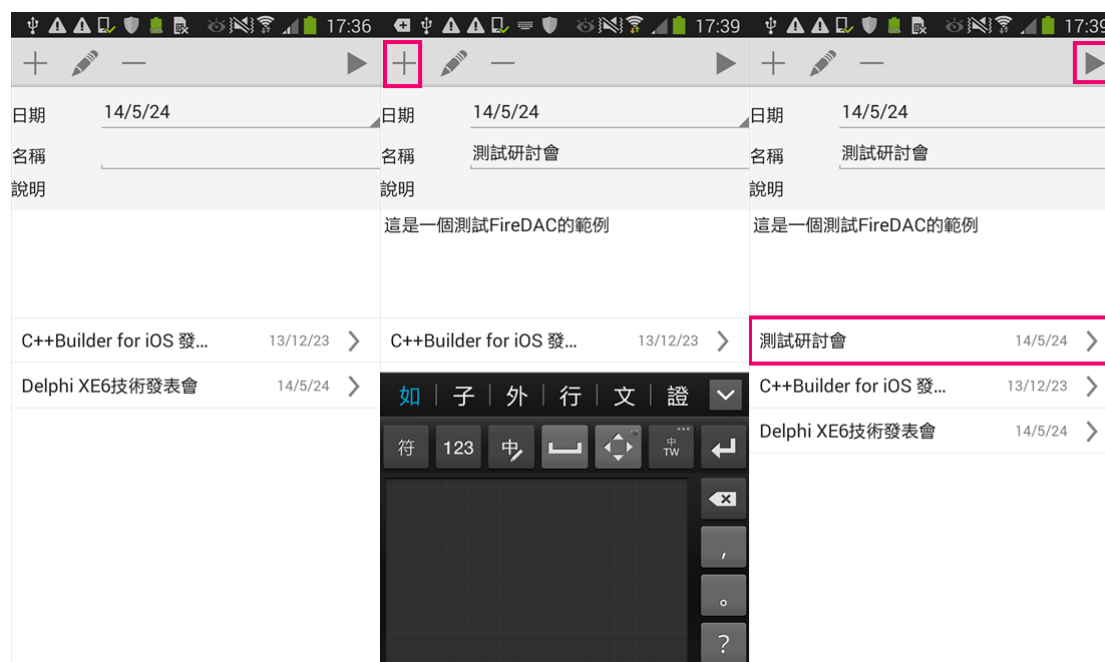 17:36
日期 14/5/24
名稱
說明
C++Builder for iOS 發... 13/12/23
Delphi XE6技術發表會 14/5/24
17:39
日期 14/5/24
名稱 測試研討會
說明
這是一個測試FireDAC的範例
C++Builder for iOS 發... 13/12/23
如 子 外 行 文 證
符 123 中 中 TW
,
。
?
17:39
日期 14/5/24
名稱 測試研討會
說明
這是一個測試FireDAC的範例
測試研討會 14/5/24
C++Builder for iOS 發... 13/12/23
Delphi XE6技術發表會 14/5/24